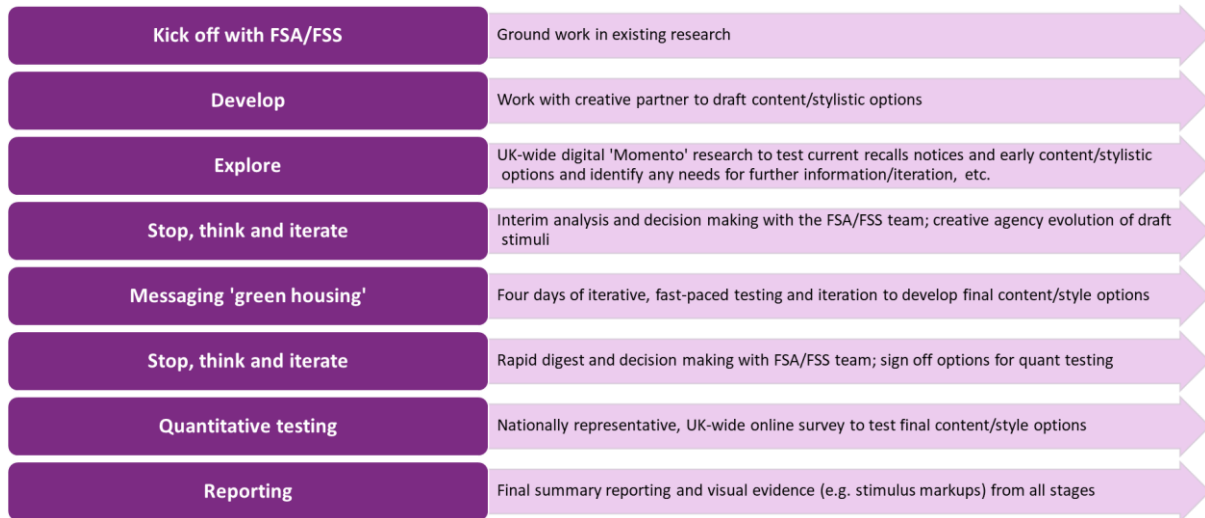 Kick off with FSA/FSS
Ground work in existing research
Develop
Work with creative partner to draft content/stylistic options
Explore
UK-wide digital 'Momento' research to test current recalls notices and early content/stylistic
options and identify any needs for further information/iteration, etc.
Stop, think and iterate
Interim analysis and decision making with the FSA/FSS team; creative agency evolution of draft
stimuli
Messaging 'green housing'
Four days of iterative, fast-paced testing and iteration to develop final content/style options
Stop, think and iterate
Rapid digest and decision making with FSA/FSS team; sign off options for quant testing
Quantitative testing
Nationally representative, UK-wide online survey to test final content/style options
Reporting
Final summary reporting and visual evidence (e.g. stimulus markups) from all stages